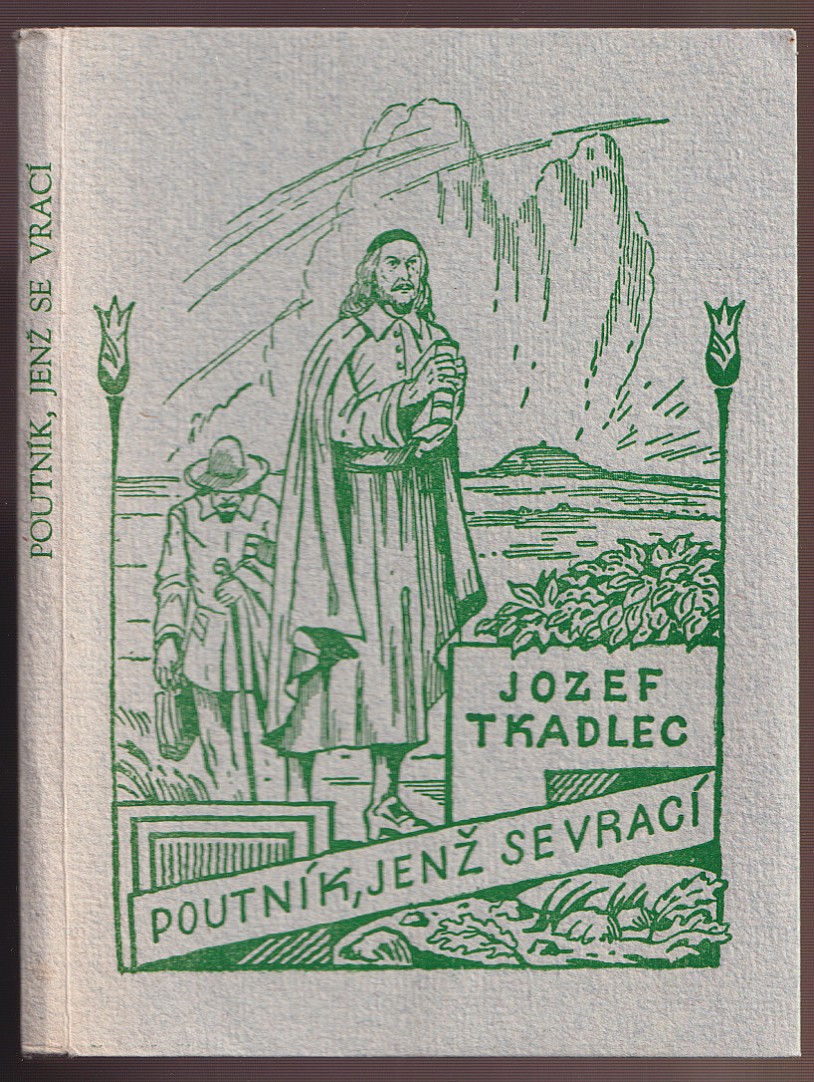 POUTNÍK, JENŽ SE VRACÍ
JOZEF
TKADLEC
POUTNÍK, JENŽ SE VRACÍ